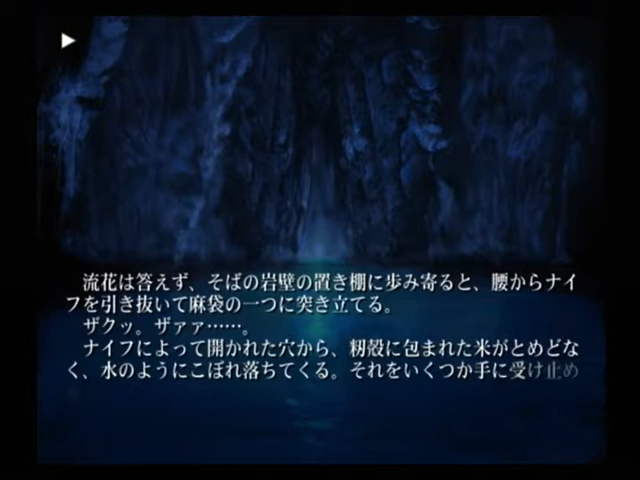 流花は答えず、そばの岩壁の置き棚に歩み寄ると、腰からナイ
フを引き抜いて麻袋の一つに突き立てる。
　ザクッ。ザァァ……。
　ナイフによって開かれた穴から、籾殻に包まれた米がとめどな
く、水のようにこぼれ落ちてくる。それをいくつか手に受け止め